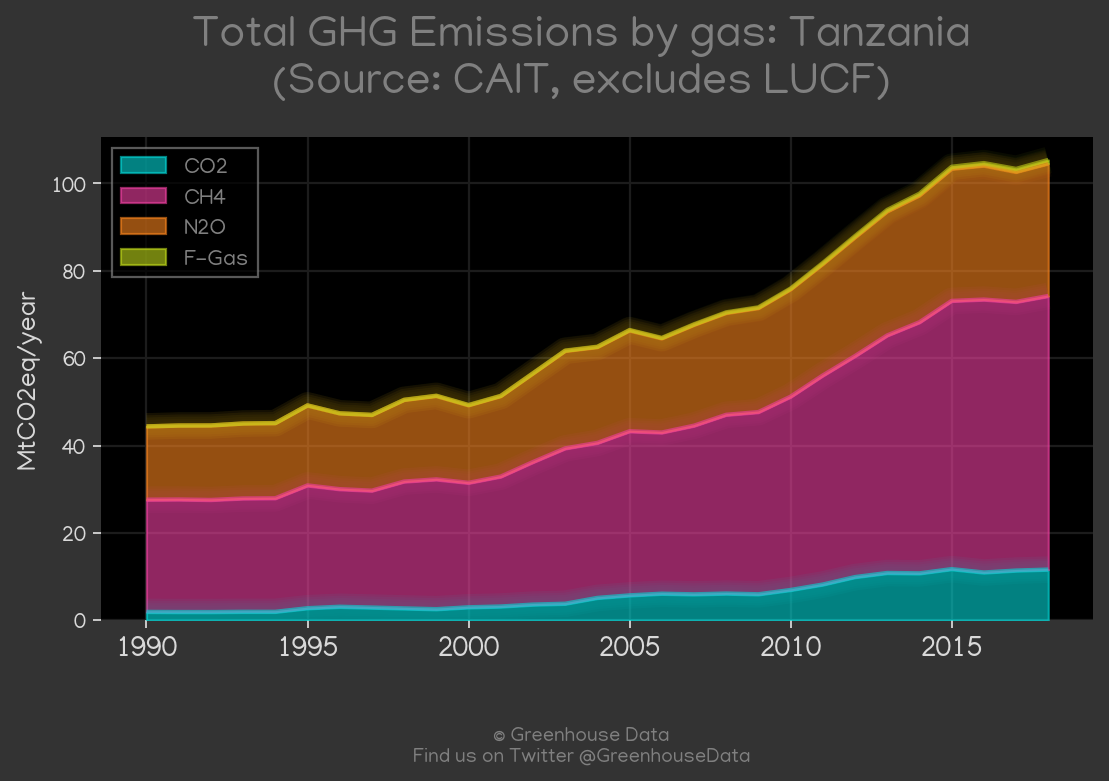 Total GHG Emissions by gas: Tanzania
(Source: CAIT, excludes LUCF)
CO2
CH4
N2O
F-Gas
MtCO2eq/year
100
80
60
40
20
0
1990 1995 2000 2005 2010 2015
© Greenhouse Data
Find us on Twitter @GreenhouseData